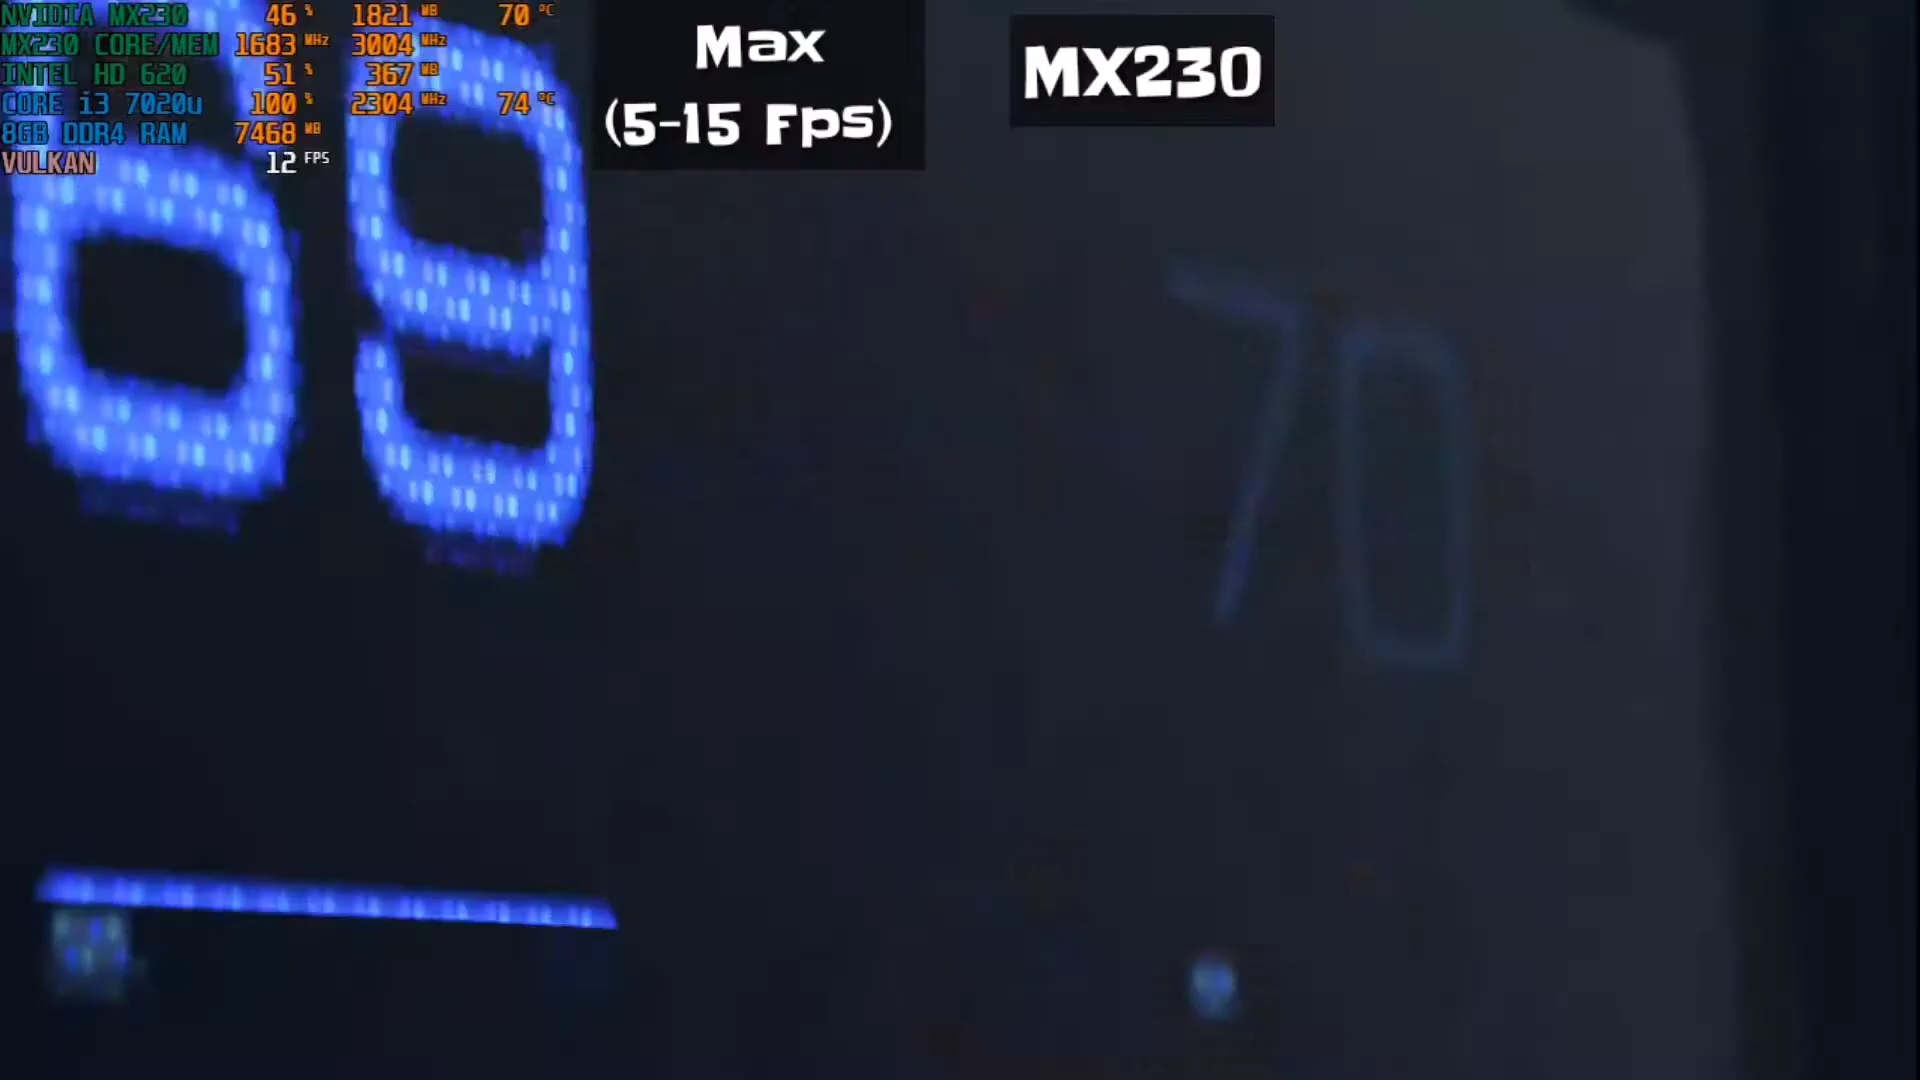 NVIDIA MX230 46 % 1821 MB 70 °C
MX230 CORE/MEM 1683 MHz 3004 MHz
INTEL HD 620 51 % 367 MB
CORE i3 7020u 100 % 2304 MHz 74 °C
8GB DDR4 RAM 7468 MB
VULKAN 12 FPS
Max
(5-15 Fps)
MX230
69
70